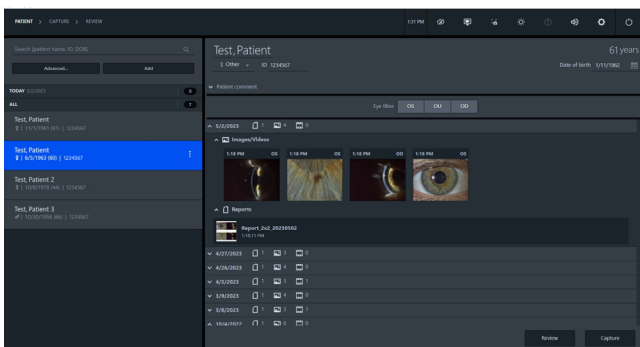 PATIENT > CAPTURE > REVIEW
1:31 PM
Search (patient name, ID, DOB)
Advanced... Add
TODAY 5/2/2023 0
ALL
Test, Patient
| 11/1/1961 (61) | 1234567
Test, Patient
| 6/5/1963 (60) | 1234567
Test, Patient 2
| 10/8/1978 (44) | 1234567
Test, Patient 3
| 10/30/1956 (66) | 1234567
Test, Patient 61 years
Other ID 1234567 Date of birth 1/11/1962
Patient comment
Eye filter OS OU OD
5/2/2023 1 4 0
Images/Videos
1:18 PM OS 1:18 PM OS 1:18 PM OD 1:18 PM OS
Reports
Report_2x2_20230502
1:18:11 PM
4/27/2023 1 3 0
4/26/2023 1 4 0
4/3/2023 1 3 1
3/9/2023 1 4 0
3/8/2023 1 3 1
10/4/2022 1 6 0
Review Capture